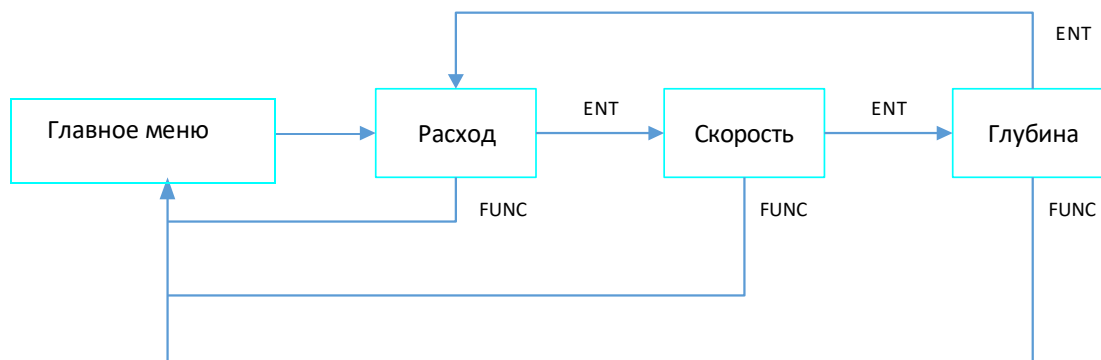 ENT
Главное меню
Расход
ENT
Скорость
ENT
Глубина
FUNC
FUNC
FUNC